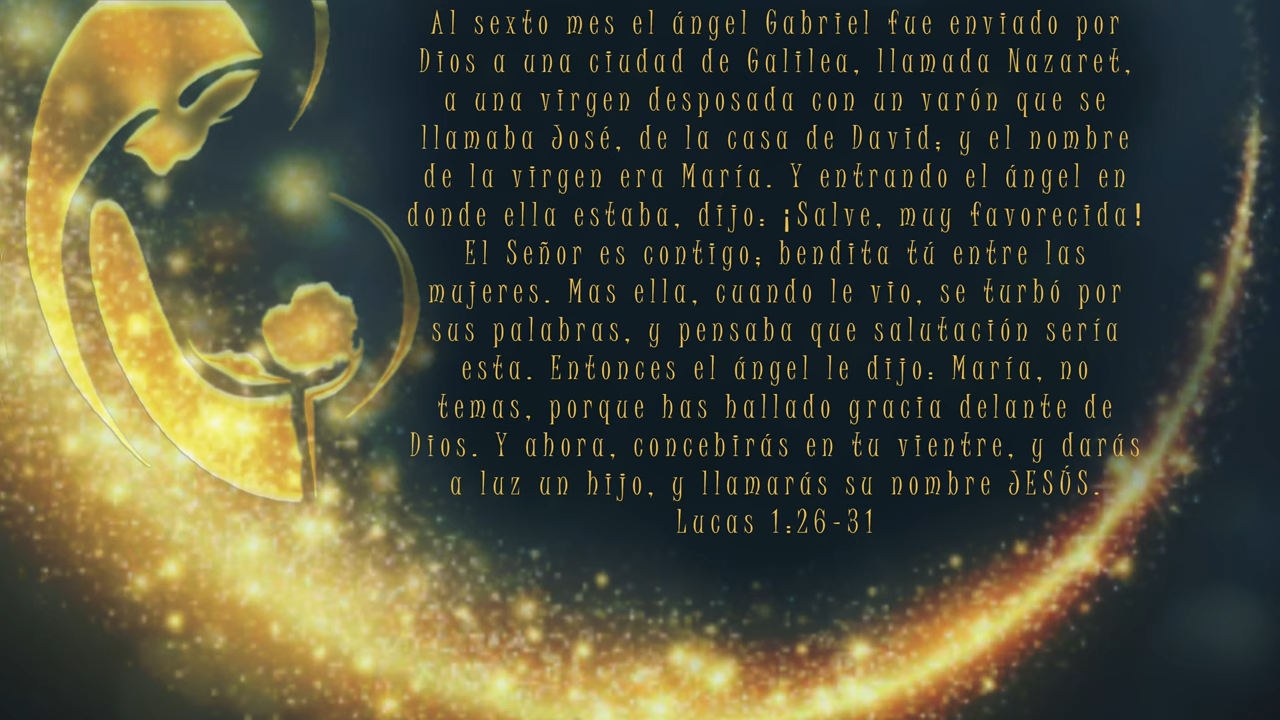 Al sexto mes el ángel Gabriel fue enviado por
Dios a una ciudad de Galilea, llamada Nazaret,
a una virgen desposada con un varón que se
llamaba José, de la casa de David; y el nombre
de la virgen era María. Y entrando el ángel en
donde ella estaba, dijo: ¡Salve, muy favorecida!
El Señor es contigo; bendita tú entre las
mujeres. Mas ella, cuando le vio, se turbó por
sus palabras, y pensaba que salutación sería
esta. Entonces el ángel le dijo: María, no
temas, porque has hallado gracia delante de
Dios. Y ahora, concebirás en tu vientre, y darás
a luz un hijo, y llamarás su nombre JESÚS.
Lucas 1:26-31